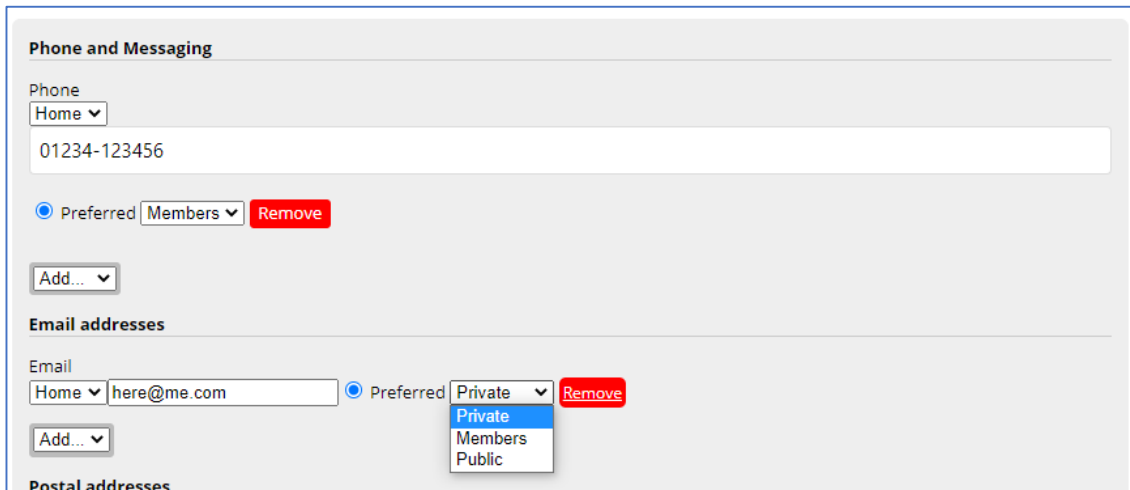 Phone and Messaging
Phone
Home
01234-123456
Preferred Members Remove
Add...
Email addresses
Email
Home here@me.com Preferred Private Remove
Private
Members
Add...
Public
Postal addresses